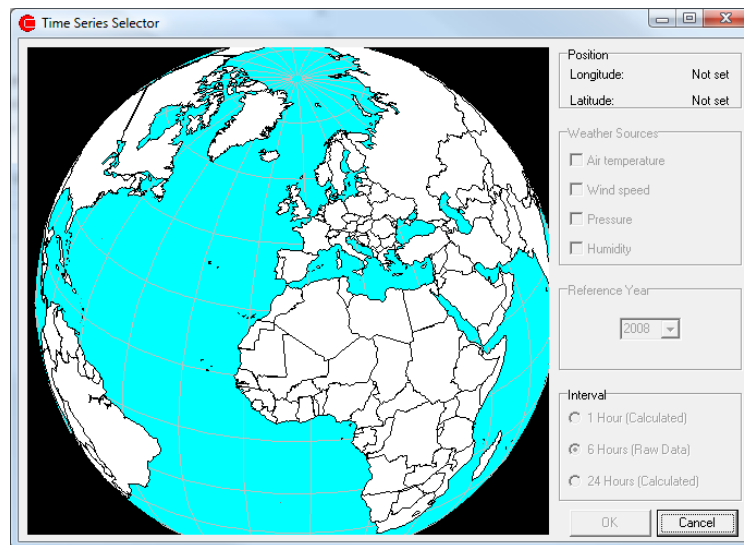 Time Series Selector
Position
Longitude: Not set
Latitude: Not set
Weather Sources
Air temperature
Wind speed
Pressure
Humidity
Reference Year
2008
Interval
1 Hour (Calculated)
6 Hours (Raw Data)
24 Hours (Calculated)
OK Cancel